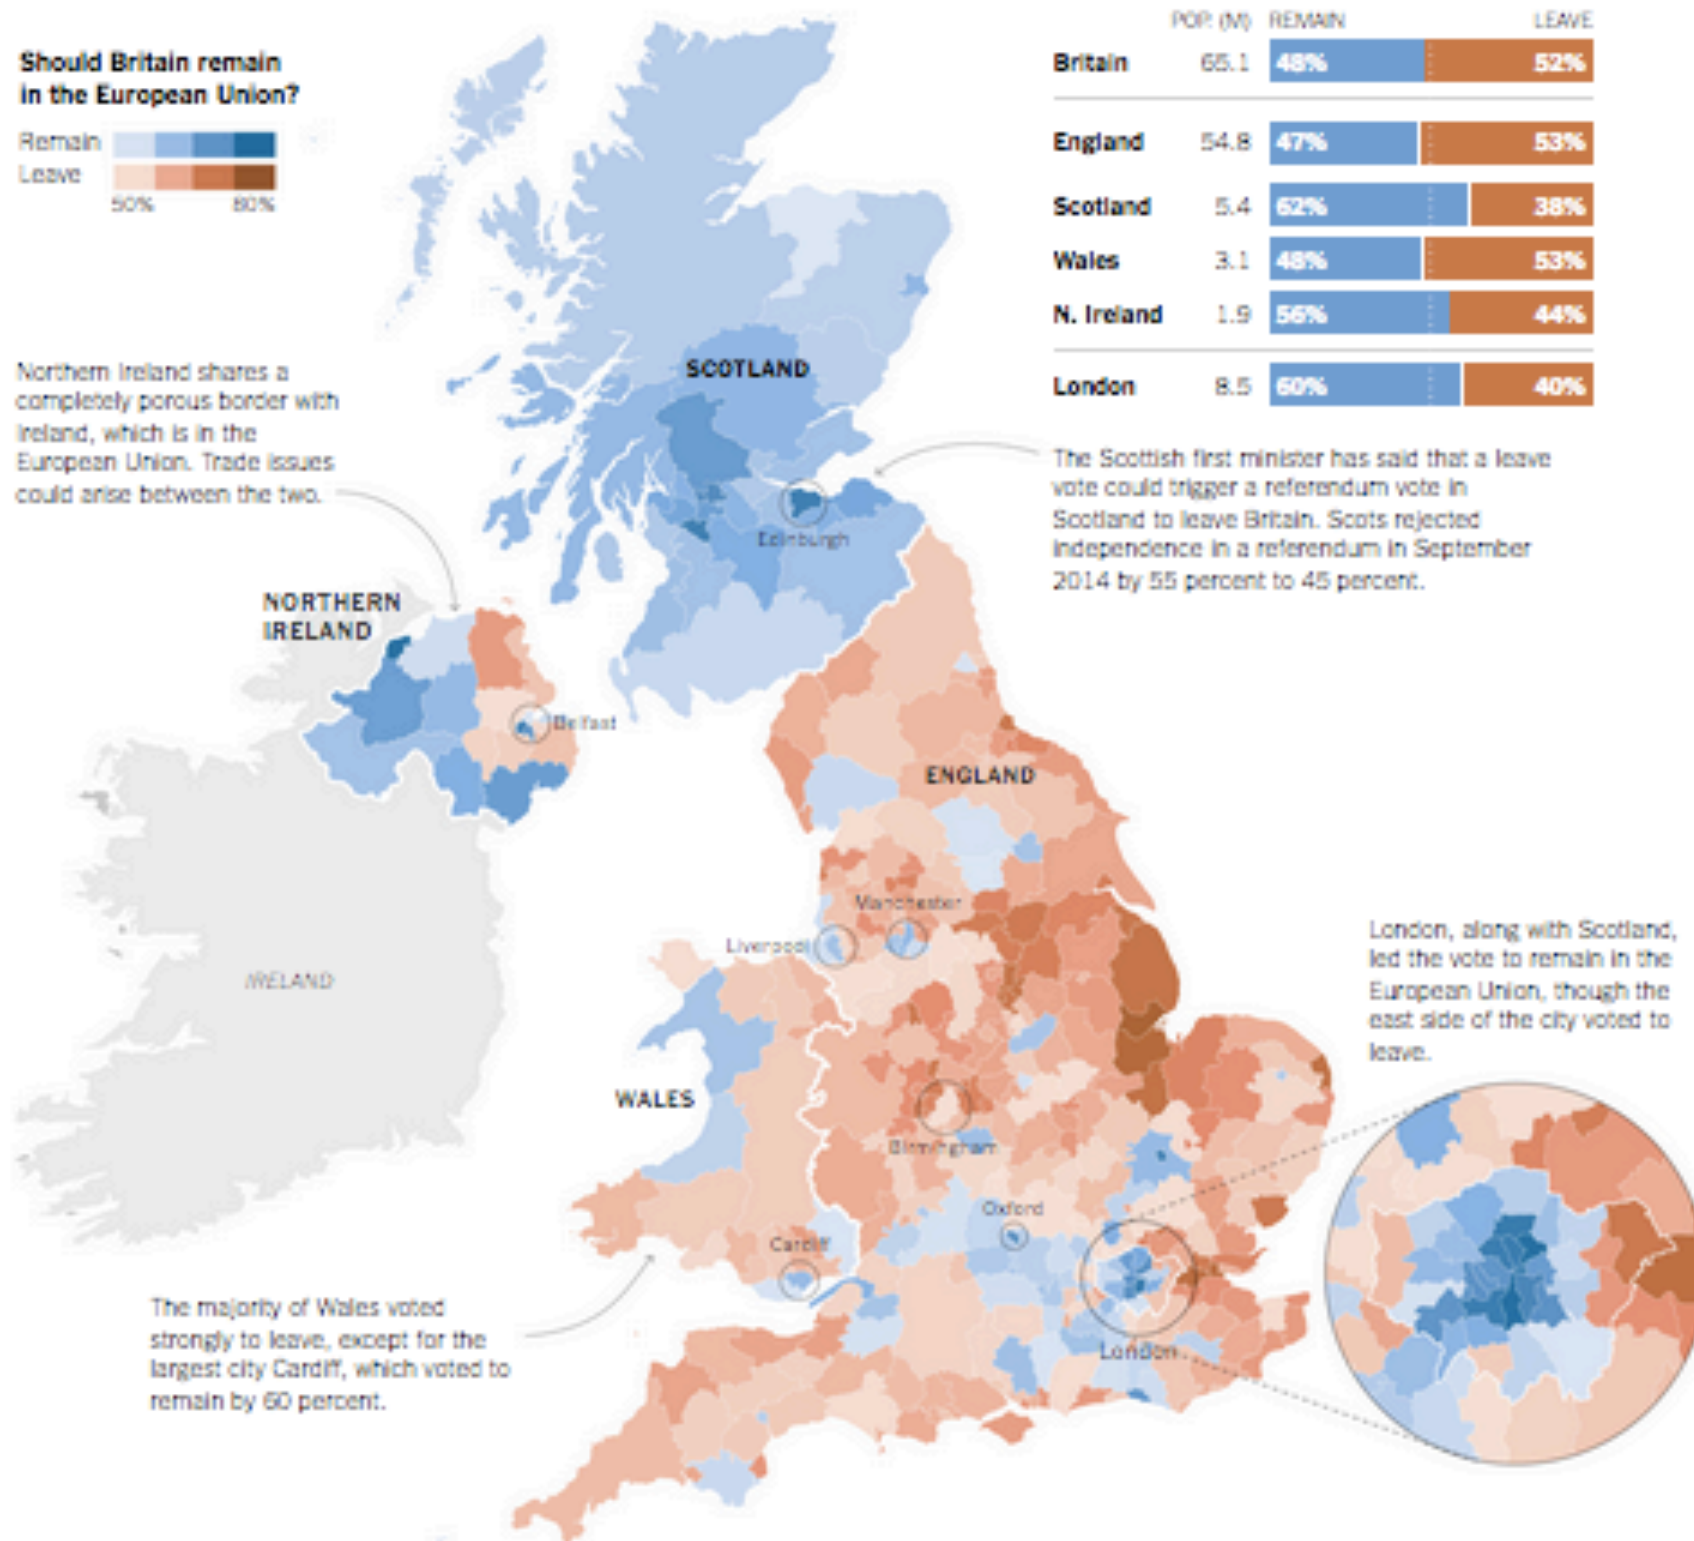 Should Britain remain
in the European Union?
Remain
Leave
50% 80%
POP. (M) REMAIN LEAVE
Britain 65.1 48% 52%
England 54.8 47% 53%
Scotland 5.4 62% 38%
Wales 3.1 48% 53%
N. Ireland 1.9 56% 44%
London 8.5 60% 40%
Northern Ireland shares a
completely porous border with
Ireland, which is in the
European Union. Trade issues
could arise between the two.
SCOTLAND
The Scottish first minister has said that a leave
vote could trigger a referendum vote in
Scotland to leave Britain. Scots rejected
independence in a referendum in September
2014 by 55 percent to 45 percent.
Edinburgh
NORTHERN
IRELAND
Belfast
ENGLAND
Manchester
Liverpool
IRELAND
London, along with Scotland,
led the vote to remain in the
European Union, though the
east side of the city voted to
leave.
WALES
Birmingham
Oxford
Cardiff
The majority of Wales voted
strongly to leave, except for the
largest city Cardiff, which voted to
remain by 60 percent.
London